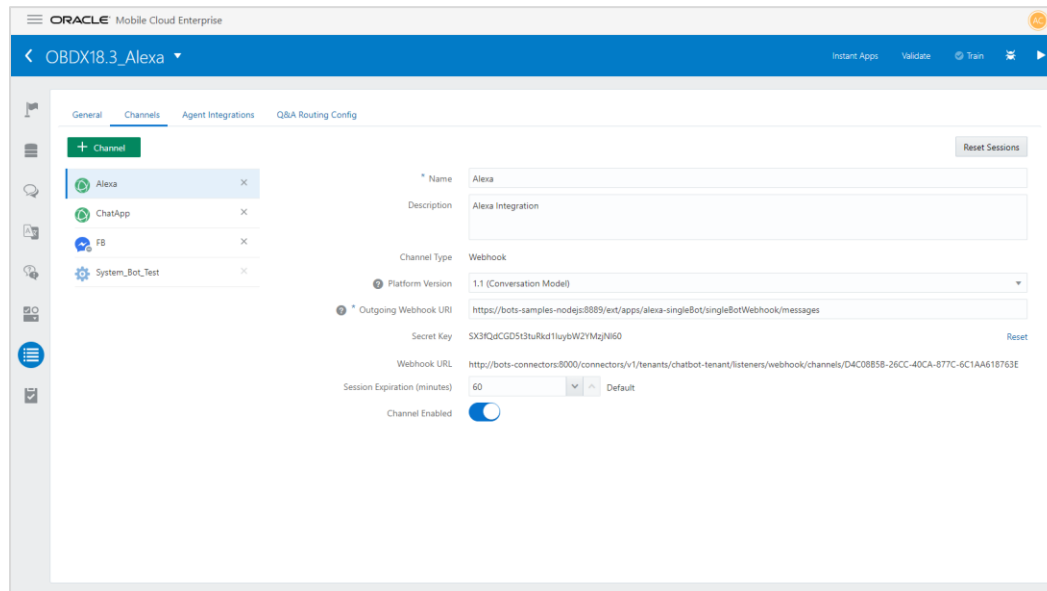 ORACLE Mobile Cloud Enterprise
AC
OBDX18.3_Alexa
Instant Apps Validate Train
General Channels Agent Integrations Q&A Routing Config
+ Channel
Reset Sessions
Alexa
ChatApp
FB
System_Bot_Test
* Name Alexa
Description Alexa Integration
Channel Type Webhook
Platform Version 1.1 (Conversation Model)
* Outgoing Webhook URI https://bots-samples-nodejs:8889/ext/apps/alexa-singleBot/singleBotWebhook/messages
Secret Key SX3fQdCGD5t3tuRkd1luybW2YMzjNl60 Reset
Webhook URL http://bots-connectors:8000/connectors/v1/tenants/chatbot-tenant/listeners/webhook/channels/D4C08B5B-26CC-40CA-877C-6C1AA618763E
Session Expiration (minutes) 60 Default
Channel Enabled